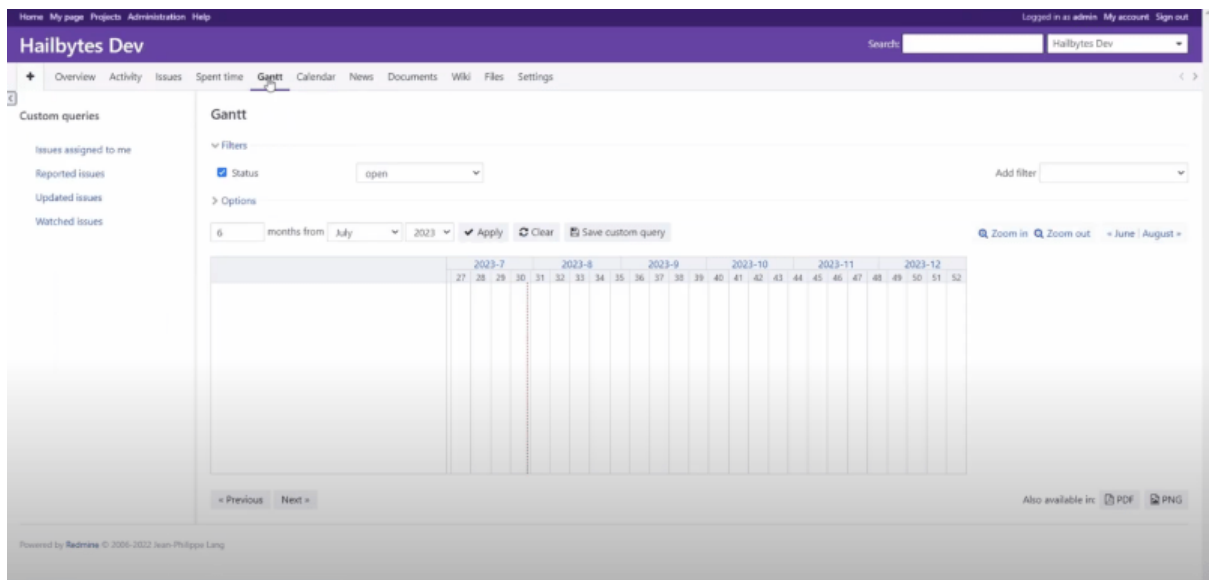 Home My page Projects Administration Help Logged in as admin My account Sign out
Hailbytes Dev Search: Hailbytes Dev
+ Overview Activity Issues Spent time Gantt Calendar News Documents Wiki Files Settings
Custom queries
Issues assigned to me
Reported issues
Updated issues
Watched issues
Gantt
Filters
Status open Add filter
Options
6 months from July 2023 Apply Clear Save custom query Zoom in Zoom out « June | August »
2023-7 2023-8 2023-9 2023-10 2023-11 2023-12
27 28 29 30 31 32 33 34 35 36 37 38 39 40 41 42 43 44 45 46 47 48 49 50 51 52
« Previous Next » Also available in: PDF PNG
Powered by Redmine © 2006-2022 Jean-Philippe Lang